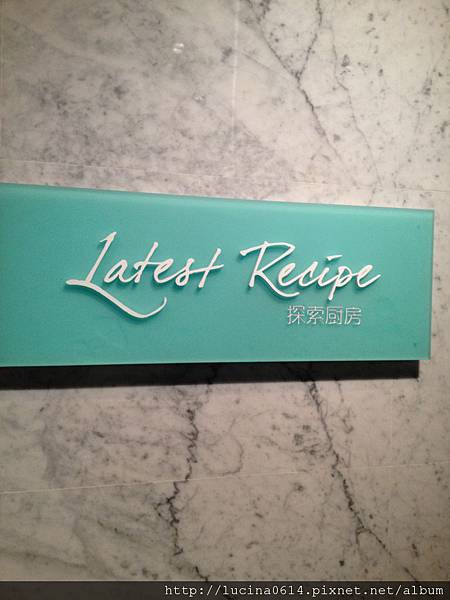 Latest Recipe
探索厨房
http://lucina0614.pixnet.net/album